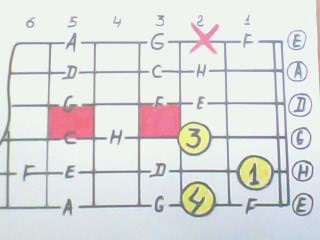 6 5 4 3 2 1
A G F E
D C H A
G F E D
C H 3 G
F E D 1 H
A G 4 F E